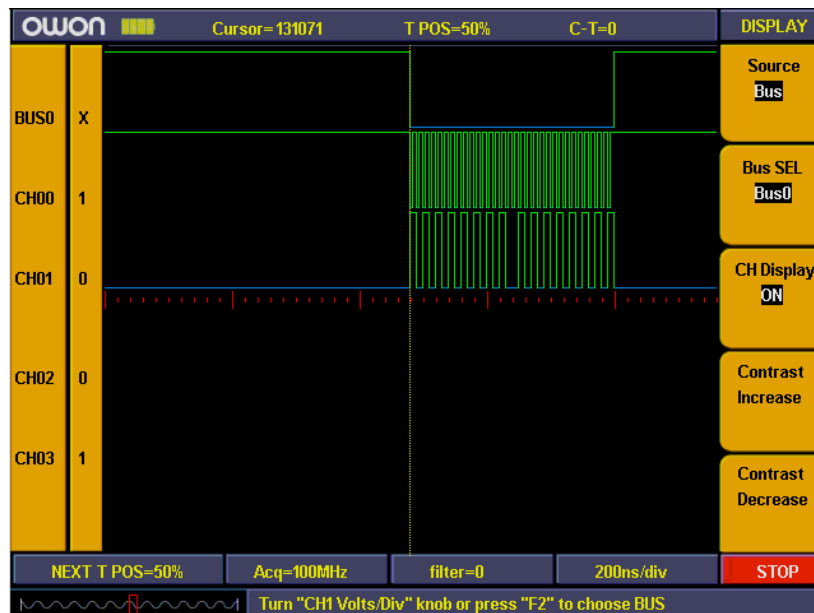 owon Cursor=131071 T POS=50% C-T=0 DISPLAY
Source
Bus
BUS0 X
Bus SEL
Bus0
CH00 1
CH01 0
CH Display
ON
CH02 0
Contrast
Increase
CH03 1
Contrast
Decrease
NEXT T POS=50% Acq=100MHz filter=0 200ns/div STOP
Turn "CH1 Volts/Div" knob or press "F2" to choose BUS